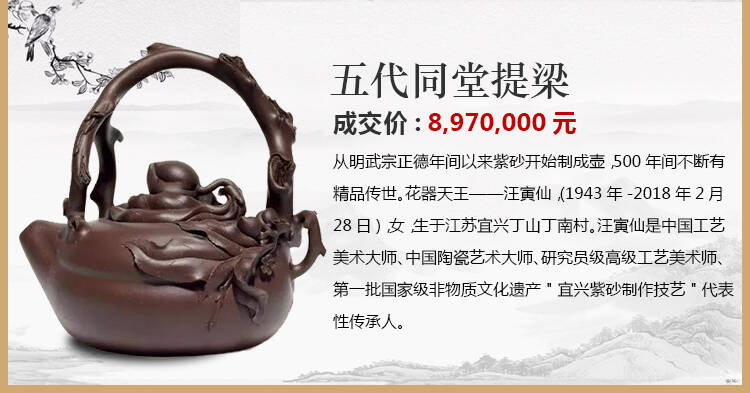 五代同堂提梁
成交价：8,970,000 元
从明武宗正德年间以来紫砂开始制成壶,500 年间不断有
精品传世。花器天王——汪寅仙,(1943 年 -2018 年 2 月
28 日）,女 ,生于江苏宜兴丁山丁南村。汪寅仙是中国工艺
美术大师、中国陶瓷艺术大师、研究员级高级工艺美术师、
第一批国家级非物质文化遗产 " 宜兴紫砂制作技艺 " 代表
性传承人。